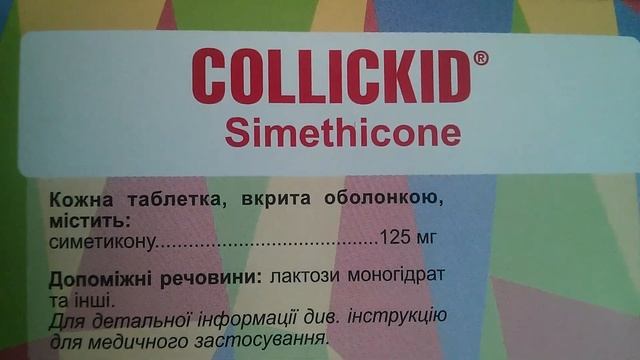 COLLICKID®
Simethicone
Кожна таблетка, вкрита оболонкою,
містить:
симетикону.........................................125 мг
Допоміжні речовини: лактози моногідрат
та інші.
Для детальної інформації див. інструкцію
для медичного застосування.